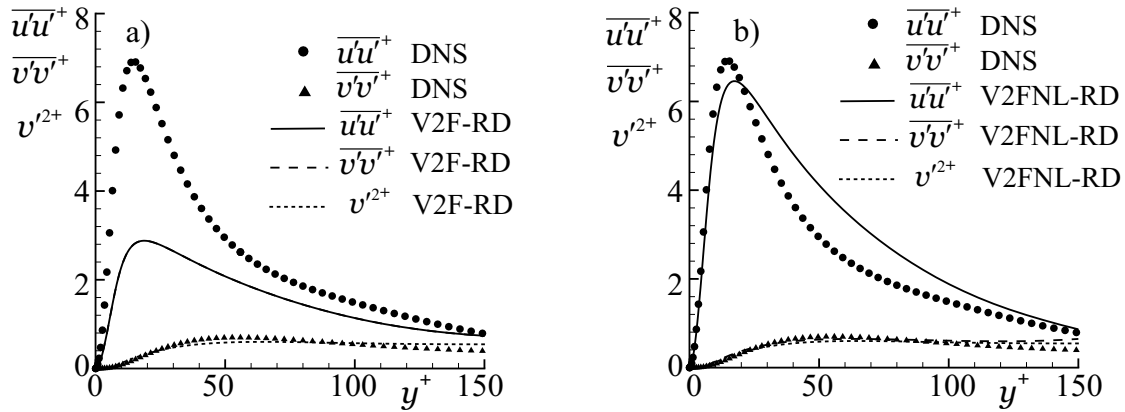 a)
u'u'⁺
v'v'⁺
v'²⁺
8
6
4
2
0
0
50
100
150
y⁺
u'u'⁺ DNS
v'v'⁺ DNS
u'u'⁺ V2F-RD
v'v'⁺ V2F-RD
v'²⁺ V2F-RD
b)
u'u'⁺
v'v'⁺
v'²⁺
8
6
4
2
0
0
50
100
150
y⁺
u'u'⁺ DNS
v'v'⁺ DNS
u'u'⁺ V2FNL-RD
v'v'⁺ V2FNL-RD
v'²⁺ V2FNL-RD